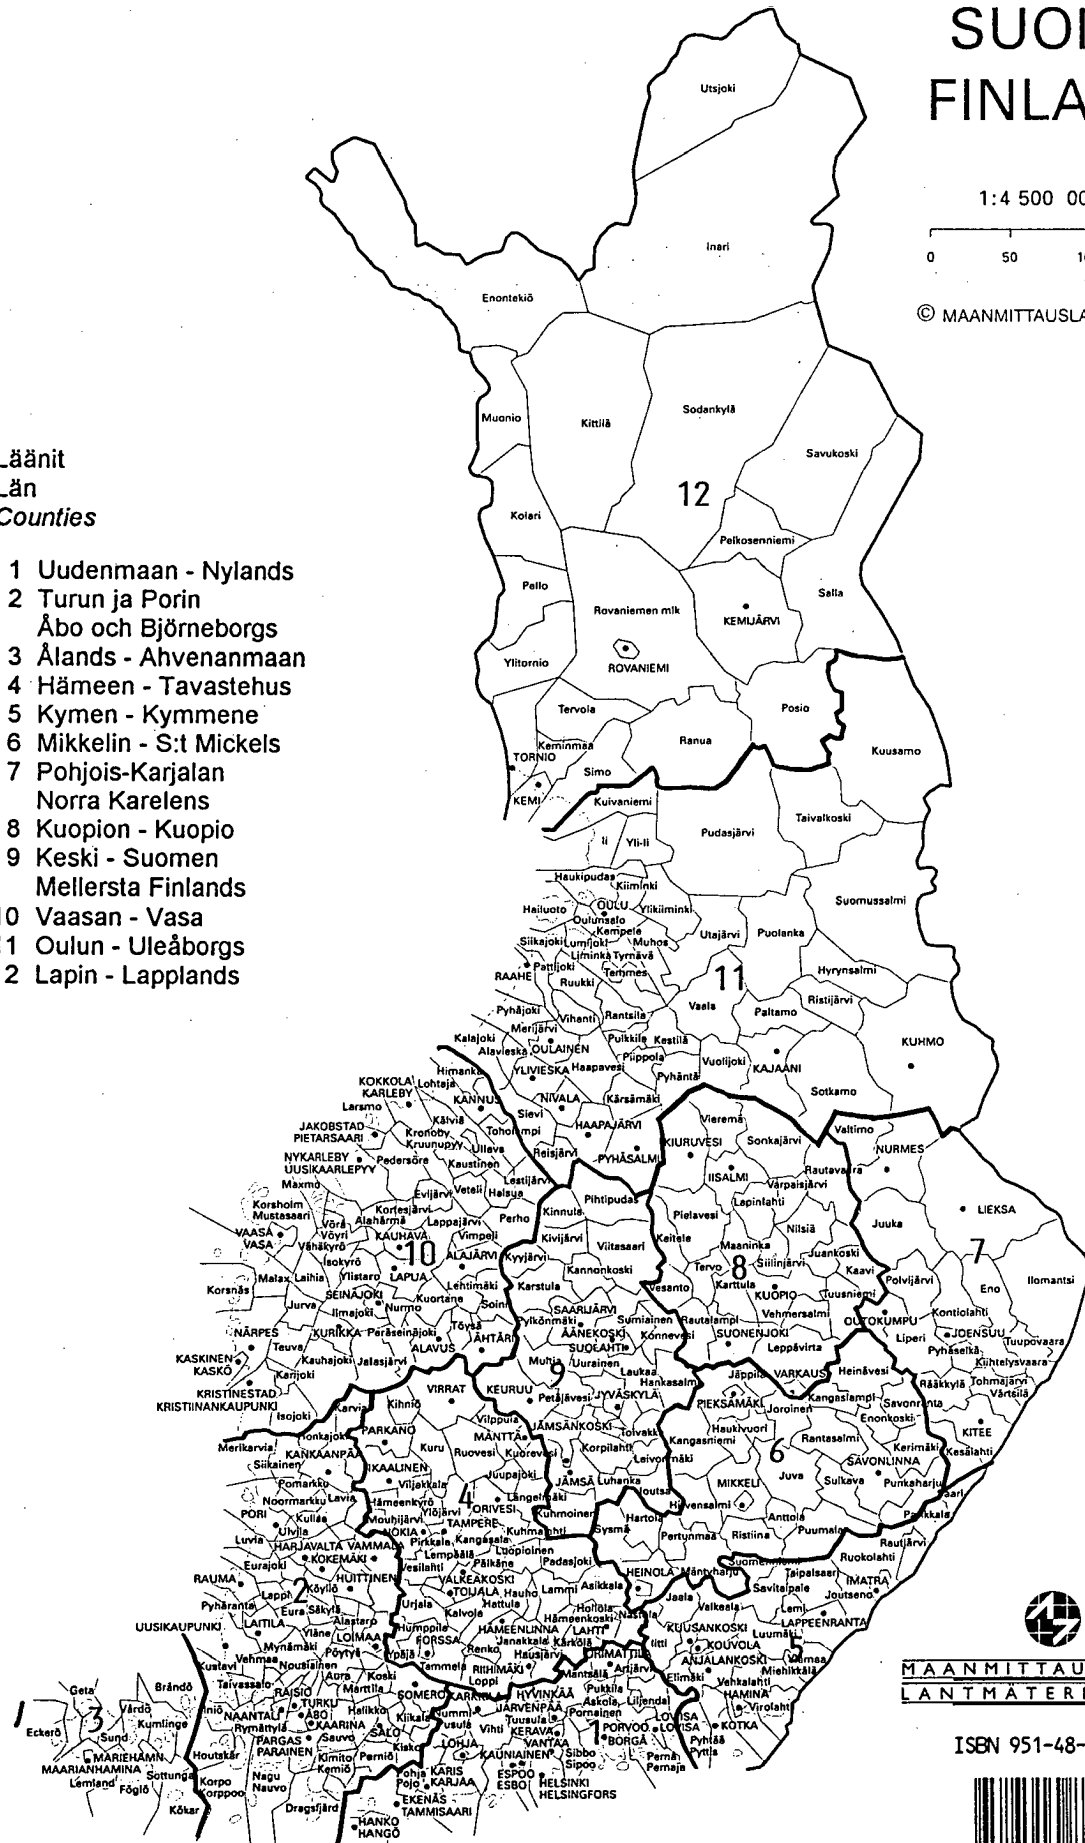 SUOI
FINLA
1:4 500 00
0 50 10
© MAANMITTAUSLA
Läänit
Län
Counties
1 Uudenmaan - Nylands
2 Turun ja Porin
Åbo och Björneborgs
3 Ålands - Ahvenanmaan
4 Hämeen - Tavastehus
5 Kymen - Kymmene
6 Mikkelin - S:t Mickels
7 Pohjois-Karjalan
Norra Karelens
8 Kuopion - Kuopio
9 Keski - Suomen
Mellersta Finlands
10 Vaasan - Vasa
11 Oulun - Uleåborgs
2 Lapin - Lapplands
Utsjoki
Inari
Enontekiö
Muonio
Kittilä
Sodankylä
Savukoski
12
Kolari
Pelkosenniemi
Pello
Rovaniemen mlk
KEMIJÄRVI
Salla
Ylitornio
ROVANIEMI
Tervola
Posio
Keminmaa
Ranua
Kuusamo
TORNIO
Simo
KEMI
Kuivaniemi
Ii
Yli-Ii
Pudasjärvi
Taivalkoski
Haukipudas
Kiiminki
Suomussalmi
Hailuoto
OULU
Ylikiiminki
Oulunsalo
Kempele
Utajärvi
Puolanka
Siikajoki
Lumijoki
Muhos
Liminka
Tyrnävä
RAAHE
Pattijoki
Temmes
Ruukki
11
Hyrynsalmi
Pyhäjoki
Vihanti
Rantsila
Vaala
Paltamo
Ristijärvi
Merijärvi
Kalajoki
Alavieska
OULAINEN
Pulkkila
Kestilä
KUHMO
Piippola
Vuolijoki
KAJAANI
Himanka
YLIVIESKA
Haapavesi
Pyhäntä
Sotkamo
KOKKOLA
KARLEBY
Lohtaja
KANNUS
NIVALA
Kärsämäki
Larsmo
Kälviä
Sievi
Vieremä
JAKOBSTAD
PIETARSAARI
Kronoby
Kruunupyy
Toholampi
HAAPAJÄRVI
KIURUVESI
Sonkajärvi
Valtimo
NURMES
NYKARLEBY
UUSIKAARLEPYY
Pedersöre
Ullava
Kaustinen
Reisjärvi
PYHÄSALMI
IISALMI
Rautavaara
Maxmo
Evijärvi
Veteli
Halsua
Lestijärvi
Pihtipudas
Varpaisjärvi
Lapinlahti
LIEKSA
Korsholm
Mustasaari
Kortesjärvi
Perho
Kinnula
Pielavesi
Nilsiä
Juuka
VAASA
VASA
Vörå
Vöyri
Alahärmä
KAUHAVA
Lappajärvi
Vimpeli
Kivijärvi
Viitasaari
Keitele
Maaninka
Juankoski
7
Vähäkyrö
Isokyrö
10
ALAJÄRVI
Kyyjärvi
Kannonkoski
Tervo
8
Siilinjärvi
Kaavi
Polvijärvi
Eno
Ilomantsi
Malax
Laihia
Ylistaro
LAPUA
Lehtimäki
Karstula
Vesanto
Karttula
KUOPIO
Tuusniemi
Korsnäs
Jurva
SEINÄJOKI
Ilmajoki
Nurmo
Kuortane
Soini
SAARIJÄRVI
Pylkönmäki
Sumiainen
Rautalampi
Vehmersalmi
OUTOKUMPU
Kontiolahti
JOENSUU
NÄRPES
Teuva
KURIKKA
Peräseinäjoki
Töysä
ALAVUS
ÄHTÄRI
ÄÄNEKOSKI
SUOLAHTI
Konnevesi
SUONENJOKI
Leppävirta
Liperi
Pyhäselkä
Tuupovaara
Kiihtelysvaara
KASKINEN
KASKÖ
Kauhajoki
Jalasjärvi
Karijoki
Multia
9
Uurainen
Laukaa
Hankasalmi
Jäppilä
VARKAUS
Heinävesi
Rääkkylä
Tohmajärvi
Värtsilä
KRISTINESTAD
KRISTIINANKAUPUNKI
Isojoki
Karvia
Kihniö
VIRRAT
KEURUU
Petäjävesi
JYVÄSKYLÄ
PIEKSÄMÄKI
Joroinen
Kangaslampi
Savonranta
Enonkoski
KITEE
Honkajoki
PARKANO
Vilppula
MÄNTTÄ
JÄMSÄNKOSKI
Toivakka
Haukivuori
Kangasniemi
6
Rantasalmi
Kerimäki
Kesälahti
Merikarvia
KANKAANPÄÄ
Siikainen
Kuru
Ruovesi
Kuorevesi
Korpilahti
Leivonmäki
SAVONLINNA
IKAALINEN
Juupajoki
JÄMSÄ
Luhanka
Joutsa
MIKKELI
Juva
Sulkava
Punkaharju
Saari
Pomarkku
Viljakkala
Noormarkku
Lavia
Hämeenkyrö
4
Längelmäki
ORIVESI
Kuhmoinen
Hartola
Hirvensalmi
Anttola
Parikkala
PORI
Kullaa
Ulvila
Mouhijärvi
Ylöjärvi
TAMPERE
Sysmä
Pertunmaa
Ristiina
Puumala
Luvia
HARJAVALTA
VAMMALA
NOKIA
Pirkkala
Kangasala
Kuhmalahti
Rautjärvi
Eurajoki
KOKEMÄKI
Lempäälä
Luopioinen
Vesilahti
Pälkäne
Padasjoki
Suomenniemi
Ruokolahti
RAUMA
HUITTINEN
VALKEAKOSKI
HEINOLA
Mäntyharju
Taipalsaari
IMATRA
Lappi
2
Köyliö
TOIJALA
Hauho
Lammi
Asikkala
Savitaipale
Joutseno
Pyhäranta
Eura
Säkylä
Urjala
Kalvola
Hattula
Hollola
Jaala
Valkeala
Lemi
LAPPEENRANTA
UUSIKAUPUNKI
LAITILA
Alastaro
Humppila
HÄMEENLINNA
Hämeenkoski
LAHTI
Nastola
KUUSANKOSKI
Luumäki
Yläne
LOIMAA
FORSSA
Janakkala
Kärkölä
Iitti
KOUVOLA
Mynämäki
Pöytyä
Ypäjä
Renko
Hausjärvi
ORIMATTILA
ANJALANKOSKI
Ylämaa
Kustavi
Vehmaa
Nousiainen
Aura
Koski
Tammela
RIIHIMÄKI
Loppi
Mäntsälä
Artjärvi
Elimäki
Miehikkälä
Taivassalo
Marttila
SOMERO
KARKKILA
HYVINKÄÄ
Pukkila
Vehkalahti
HAMINA
Virolahti
Geta
Brändö
Iniö
RAISIO
NAANTALI
TURKU
ÅBO
Halikko
Kiikala
Nummi
JÄRVENPÄÄ
Askola
Liljendal
Vårdö
Kumlinge
Rymättylä
KAARINA
SALO
Tuusula
Pornainen
LOVIISA
LOVISA
KOTKA
Eckerö
3
Sund
PARGAS
PARAINEN
Sauvo
Kisko
LOHJA
Vihti
KERAVA
VANTAA
1
PORVOO
BORGÅ
Pyhtää
Pyttis
MARIEHAMN
MAARIANHAMINA
Houtskär
Kimito
Kemiö
Perniö
KAUNIAINEN
Sibbo
Sipoo
Pernå
Pernaja
Lemland
Föglö
Sottunga
Korpo
Korppoo
Nagu
Nauvo
Pohja
Pojo
KARIS
KARJAA
ESPOO
ESBO
HELSINKI
HELSINGFORS
Kökar
Dragsfjärd
EKENÄS
TAMMISAARI
HANKO
HANGÖ
MAANMITTAU
LANTMÄTERI
ISBN 951-48-